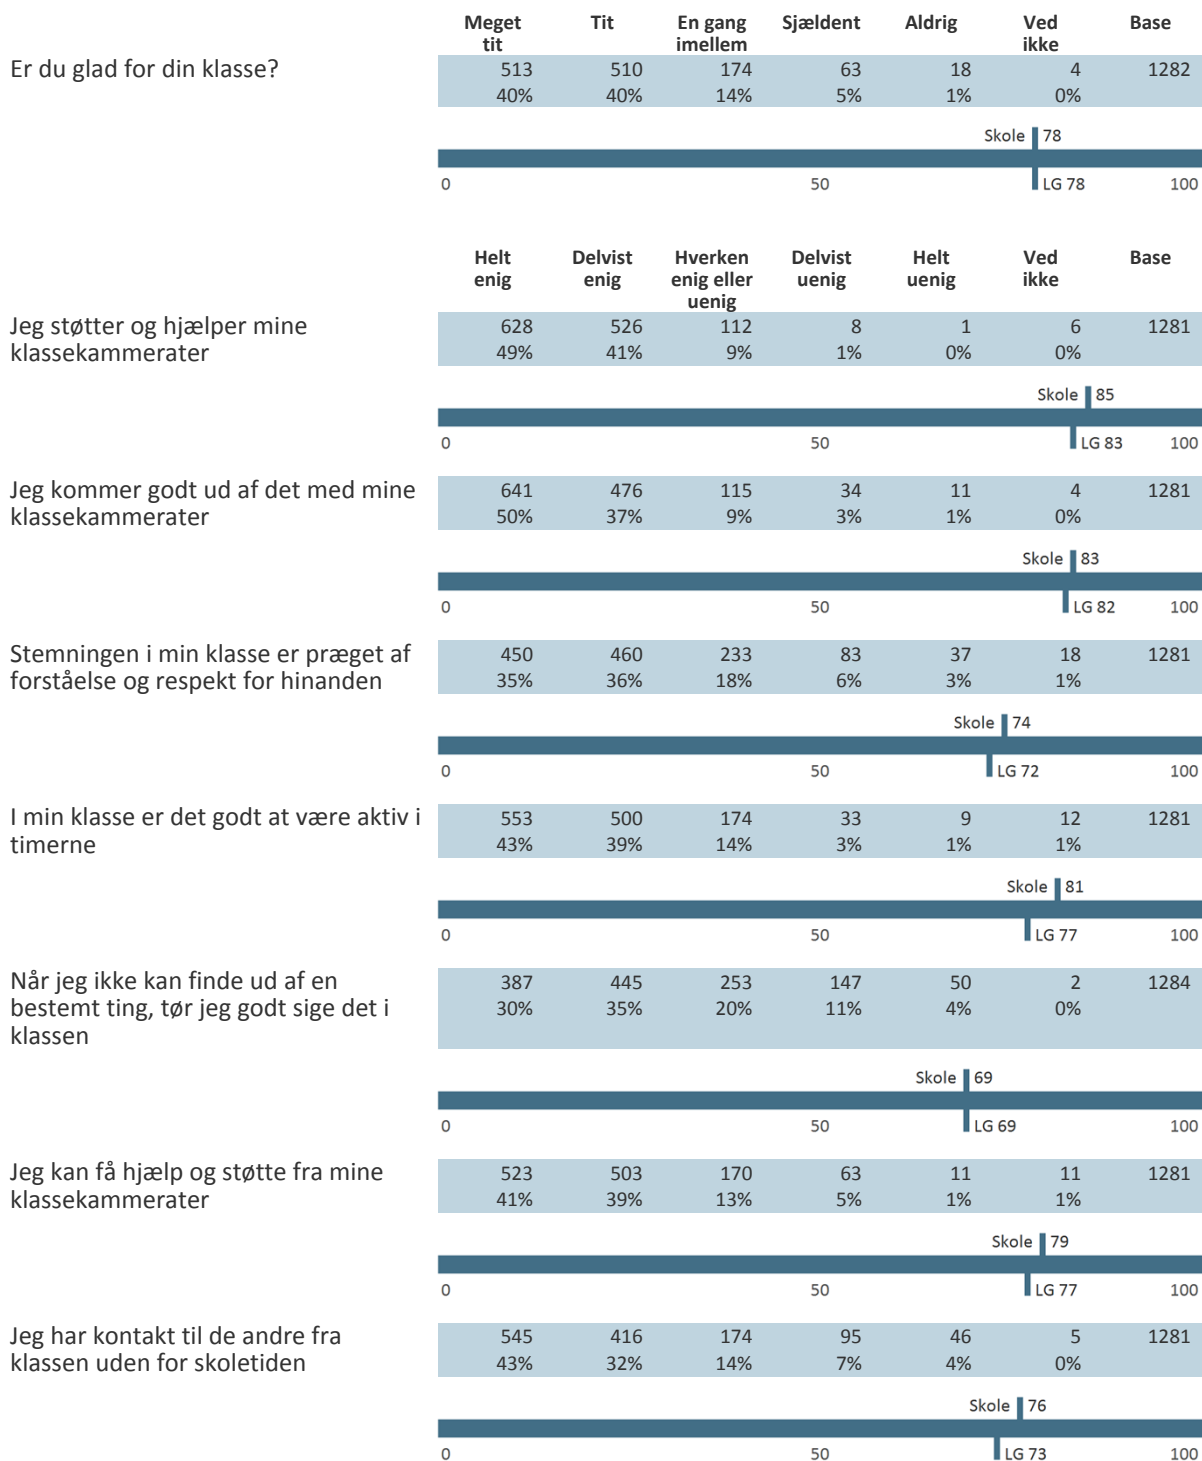 Meget tit Tit En gang imellem Sjældent Aldrig Ved ikke Base
Er du glad for din klasse? 513 510 174 63 18 4 1282
40% 40% 14% 5% 1% 0%
Skole 78
0 50 LG 78 100
Helt enig Delvist enig Hverken enig eller uenig Delvist uenig Helt uenig Ved ikke Base
Jeg støtter og hjælper mine 628 526 112 8 1 6 1281
klassekammerater 49% 41% 9% 1% 0% 0%
Skole 85
0 50 LG 83 100
Jeg kommer godt ud af det med mine 641 476 115 34 11 4 1281
klassekammerater 50% 37% 9% 3% 1% 0%
Skole 83
0 50 LG 82 100
Stemningen i min klasse er præget af 450 460 233 83 37 18 1281
forståelse og respekt for hinanden 35% 36% 18% 6% 3% 1%
Skole 74
0 50 LG 72 100
I min klasse er det godt at være aktiv i 553 500 174 33 9 12 1281
timerne 43% 39% 14% 3% 1% 1%
Skole 81
0 50 LG 77 100
Når jeg ikke kan finde ud af en 387 445 253 147 50 2 1284
bestemt ting, tør jeg godt sige det i 30% 35% 20% 11% 4% 0%
klassen
Skole 69
0 50 LG 69 100
Jeg kan få hjælp og støtte fra mine 523 503 170 63 11 11 1281
klassekammerater 41% 39% 13% 5% 1% 1%
Skole 79
0 50 LG 77 100
Jeg har kontakt til de andre fra 545 416 174 95 46 5 1281
klassen uden for skoletiden 43% 32% 14% 7% 4% 0%
Skole 76
0 50 LG 73 100